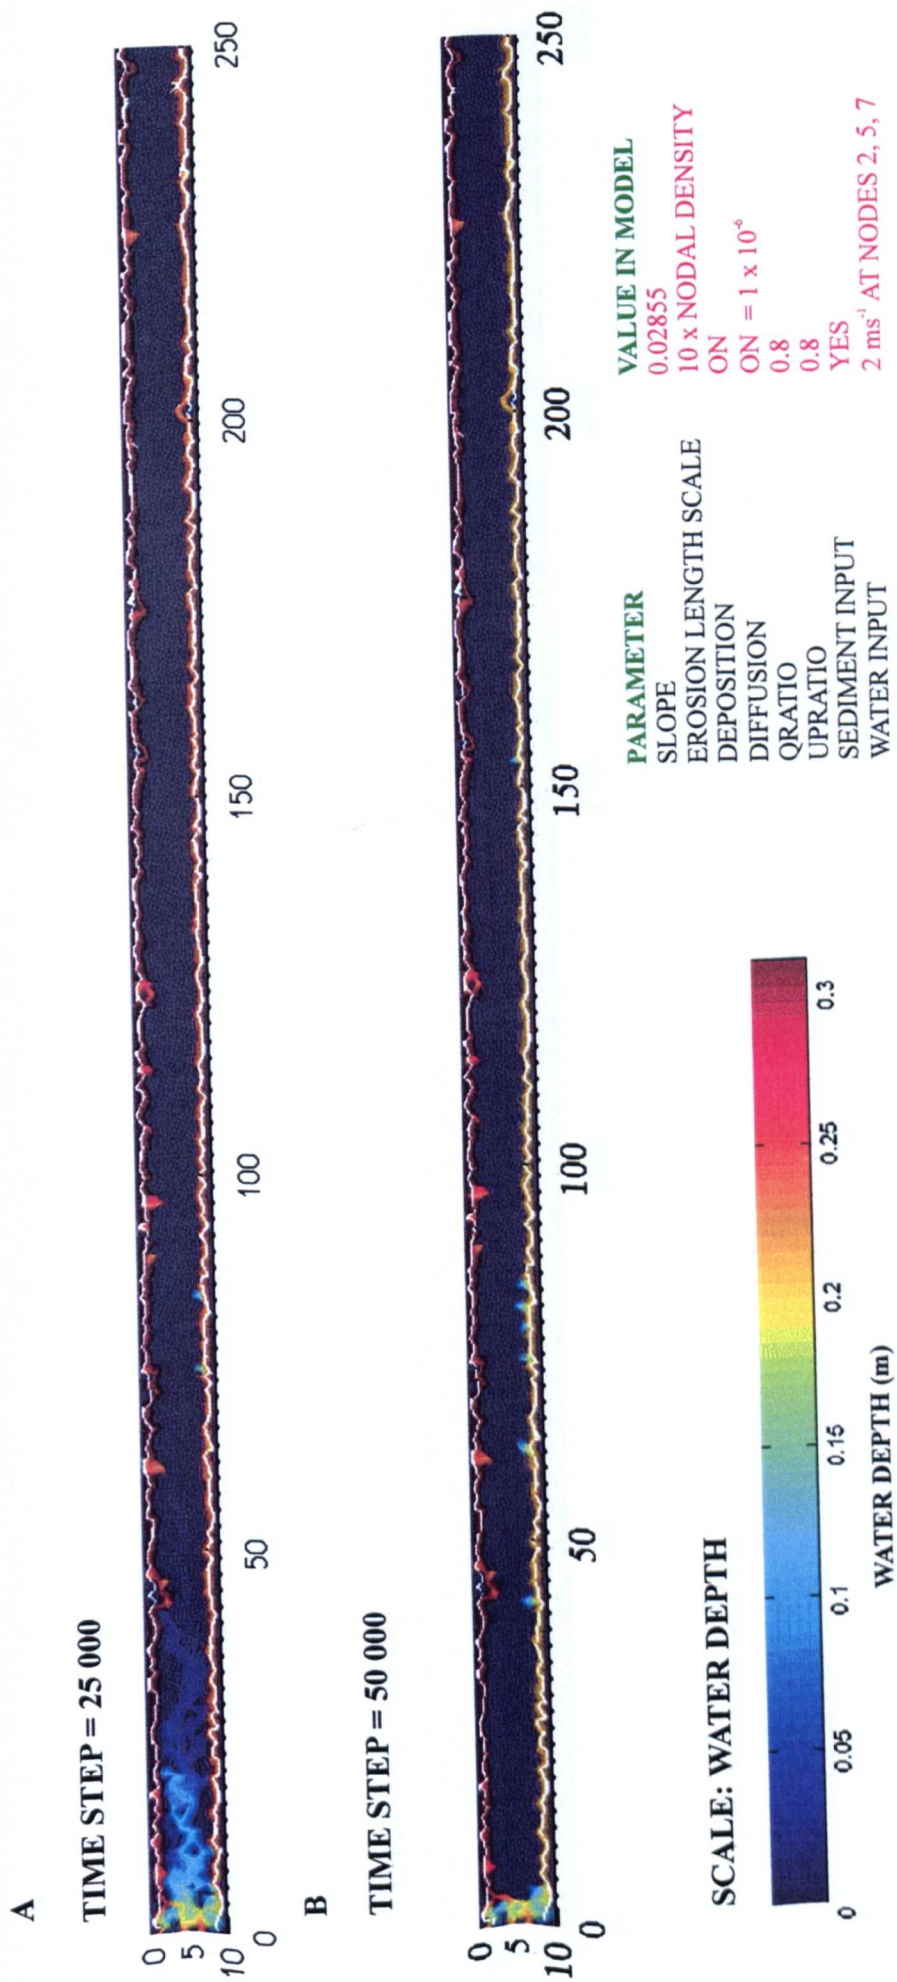 A
TIME STEP = 25 000
0
5
10
0 50 100 150 200 250
B
TIME STEP = 50 000
0
5
10
0 50 100 150 200 250
SCALE: WATER DEPTH
0 0.05 0.1 0.15 0.2 0.25 0.3
WATER DEPTH (m)
PARAMETER VALUE IN MODEL
SLOPE 0.02855
EROSION LENGTH SCALE 10 x NODAL DENSITY
DEPOSITION ON
DIFFUSION ON = 1 x 10⁻⁶
QRATIO 0.8
UPRATIO 0.8
SEDIMENT INPUT YES
WATER INPUT 2 ms⁻¹ AT NODES 2, 5, 7